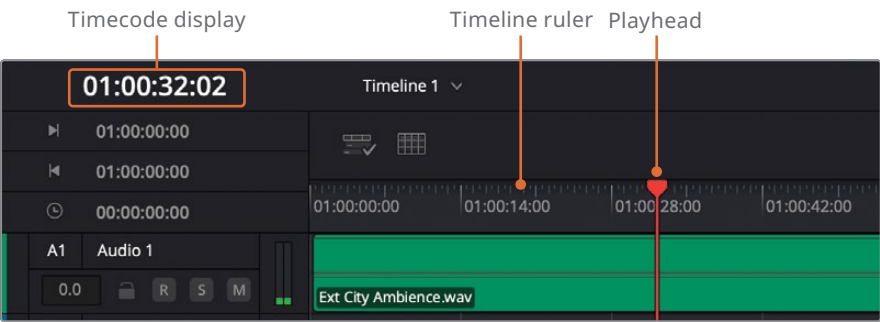 Timecode display
Timeline ruler
Playhead
01:00:32:02
Timeline 1
01:00:00:00
01:00:00:00
00:00:00:00
01:00:00:00
01:00:14:00
01:00:28:00
01:00:42:00
A1
Audio 1
0.0
R
S
M
Ext City Ambience.wav